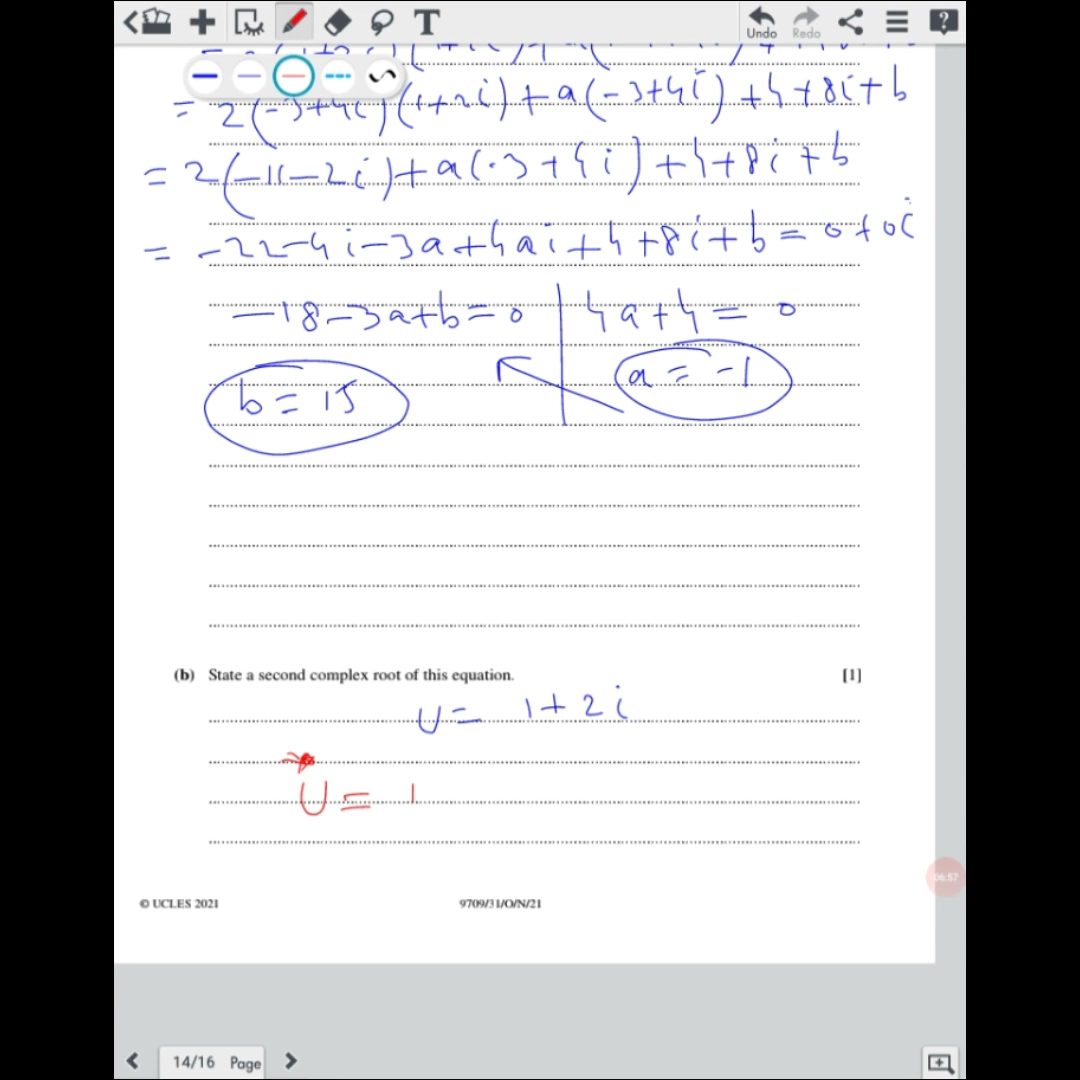 Undo Redo
= 2(-3+4i)(1+2i)+a(-3+4i)+4+8i+b
= 2(-11-2i)+a(-3+4i)+4+8i+b
= -22-4i-3a+4ai+4+8i+b=0+0i
-18-3a+b=0 | 4a+4=0
b=15 a=-1
(b) State a second complex root of this equation. [1]
U= 1+2i
U= 1
06:57
© UCLES 2021 9709/31/O/N/21
14/16 Page